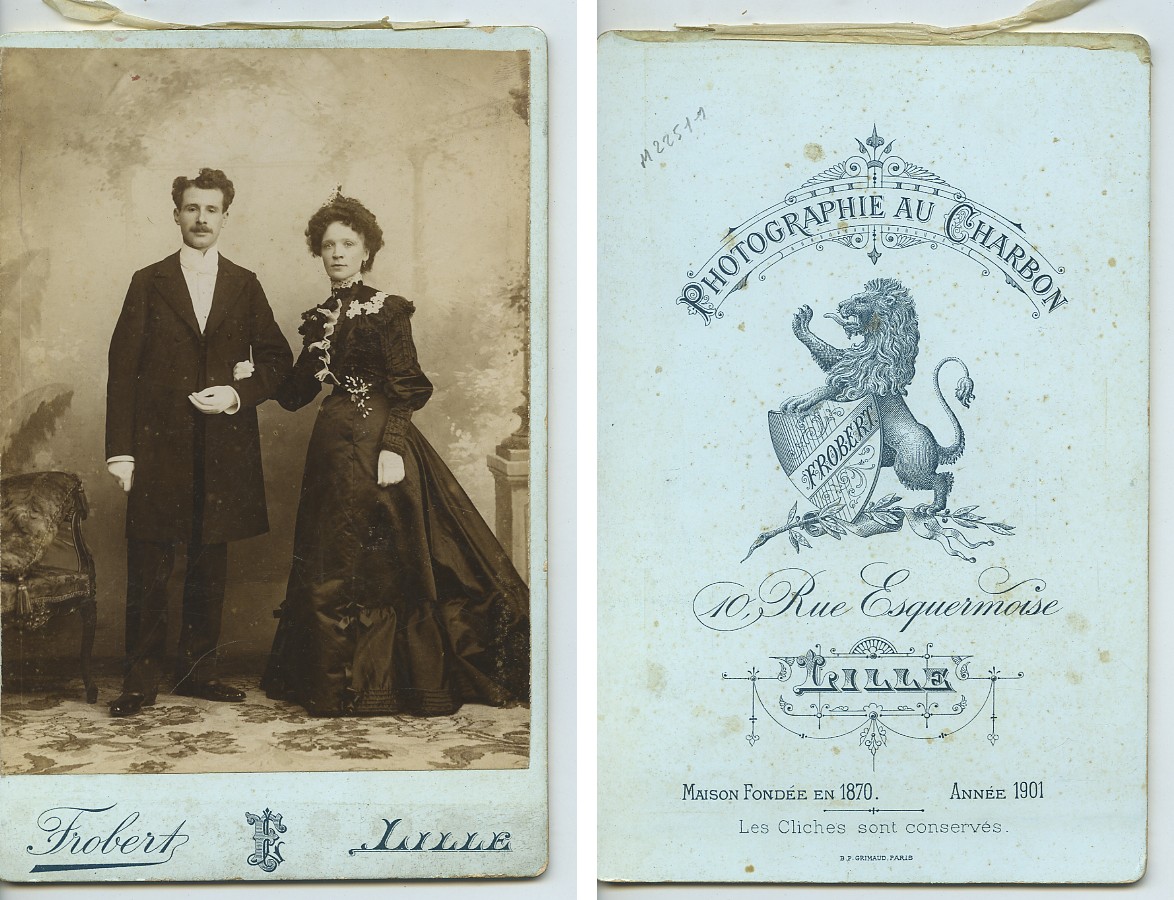 Frobert
F
LILLE
M2251-1
PHOTOGRAPHIE AU CHARBON
FROBERT
10, Rue Esquermoise
LILLE
MAISON FONDÉE EN 1870. ANNÉE 1901
Les Cliches sont conservés.
B.P. GRIMAUD. PARIS